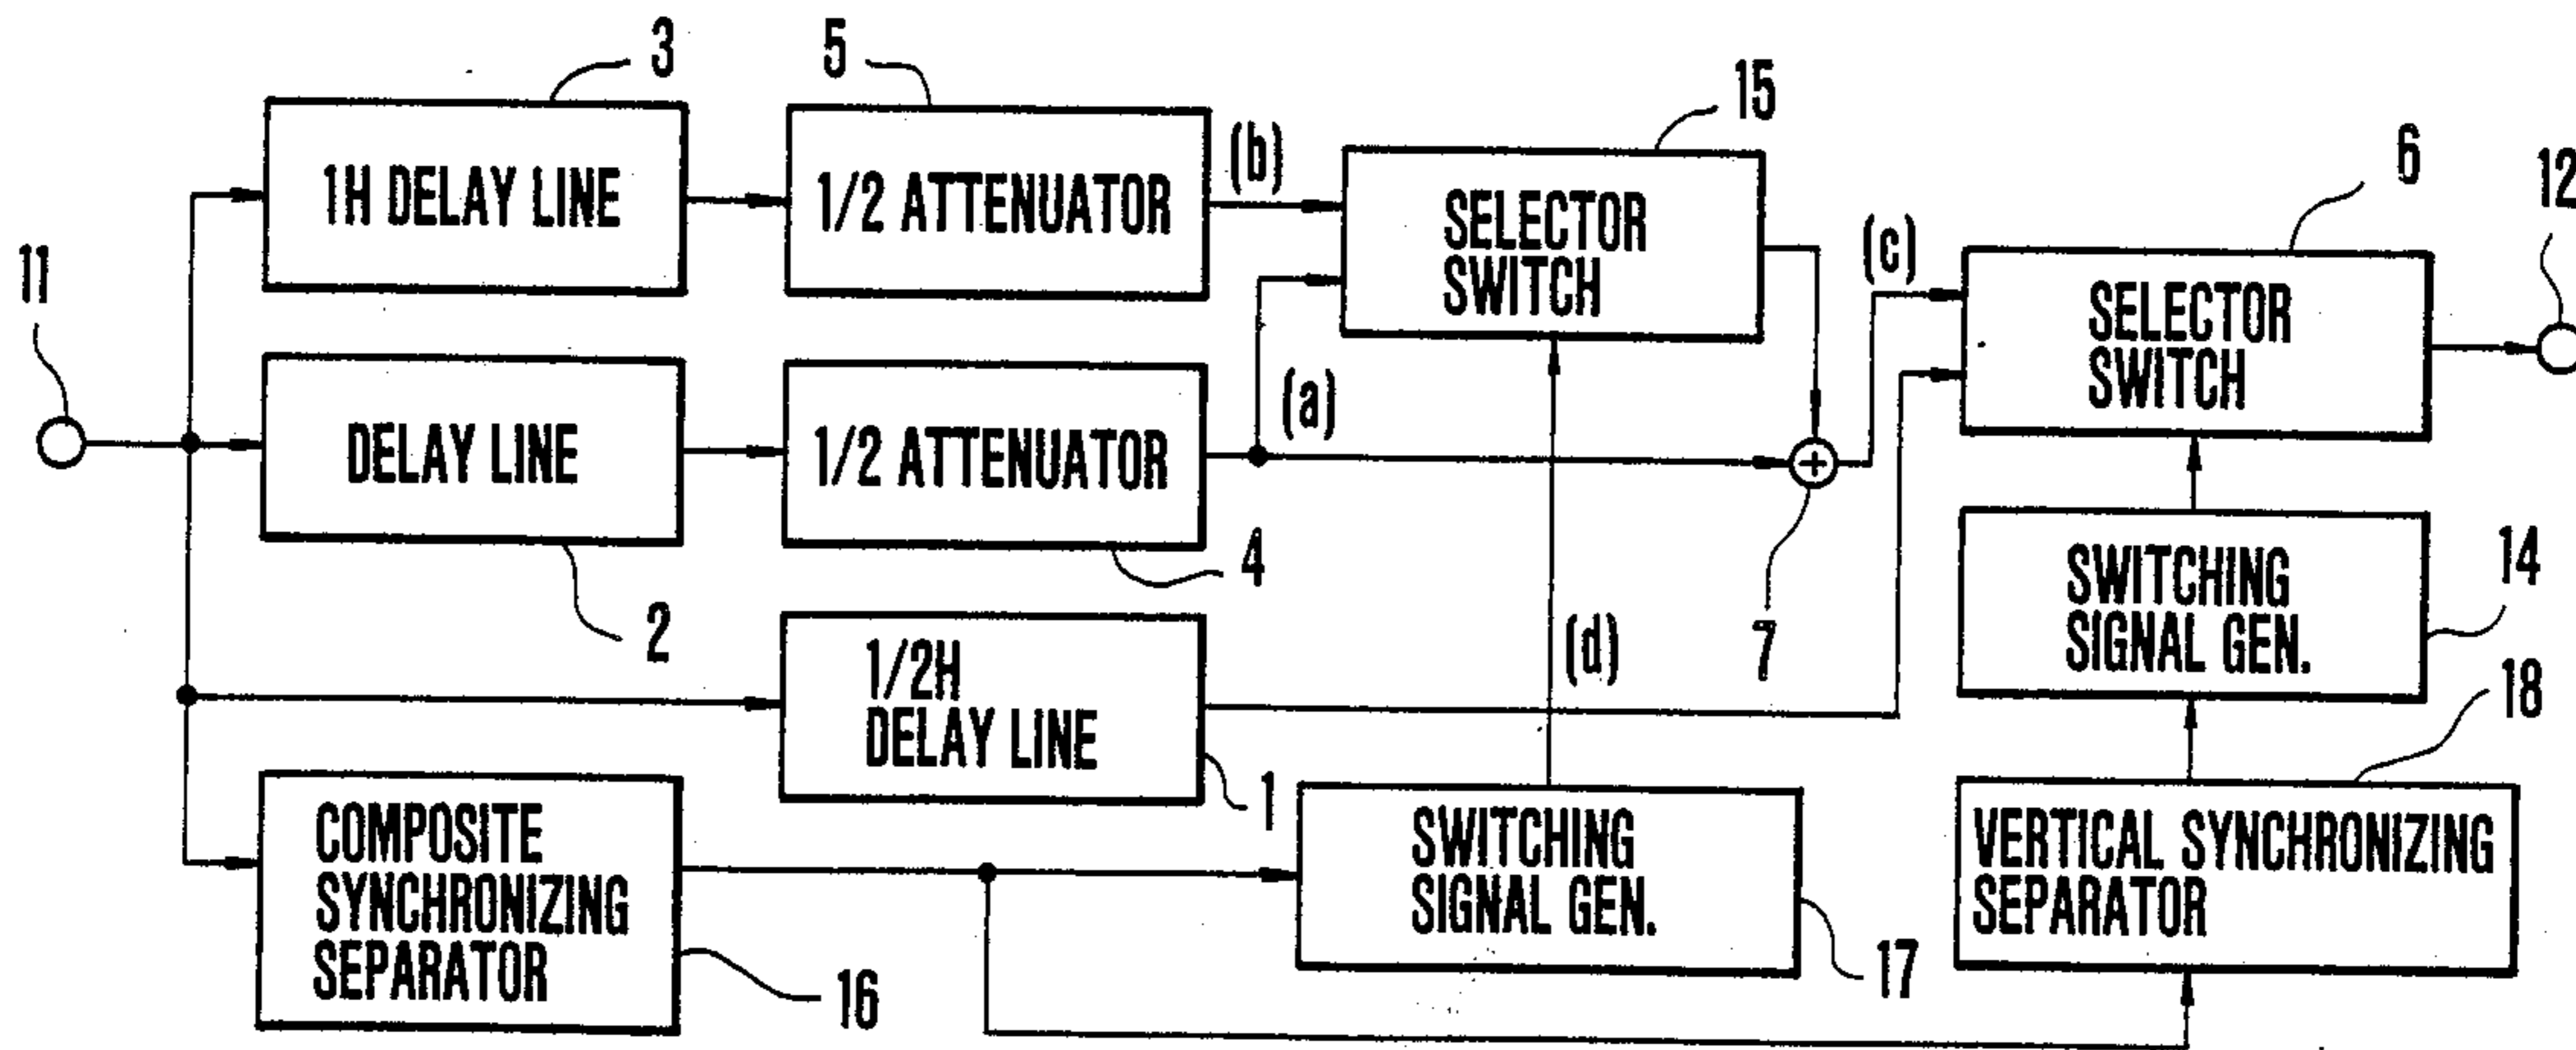 3
5
15
6
12
11
1H DELAY LINE
1/2 ATTENUATOR
(b)
SELECTOR
SWITCH
(c)
SELECTOR
SWITCH
DELAY LINE
1/2 ATTENUATOR
(a)
2
4
7
SWITCHING
SIGNAL GEN.
14
1/2H
DELAY LINE
1
(d)
18
COMPOSITE
SYNCHRONIZING
SEPARATOR
16
SWITCHING
SIGNAL GEN.
17
VERTICAL SYNCHRONIZING
SEPARATOR